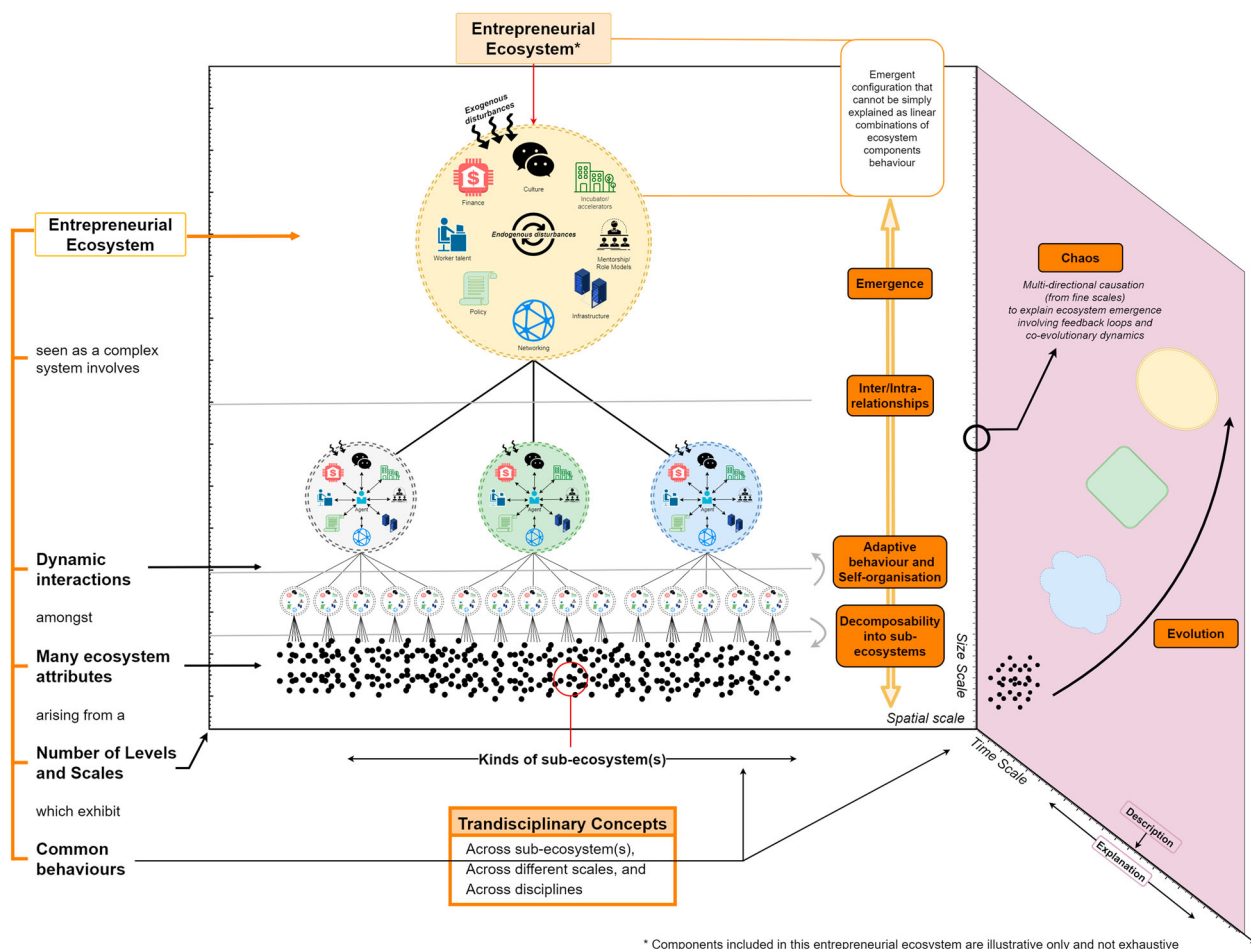 Entrepreneurial
Ecosystem*
Emergent
configuration that
cannot be simply
explained as linear
combinations of
ecosystem
components
behaviour
Exogenous
disturbances
Finance
Culture
Incubator/
accelerators
Worker talent
Endogenous disturbances
Mentorship/
Role Models
Policy
Infrastructure
Networking
Entrepreneurial
Ecosystem
seen as a complex
system involves
Dynamic
interactions
amongst
Many ecosystem
attributes
arising from a
Number of Levels
and Scales
which exhibit
Common
behaviours
Agent
Agent
Agent
Emergence
Inter/Intra-
relationships
Adaptive
behaviour and
Self-organisation
Decomposability
into sub-
ecosystems
Size Scale
Spatial scale
Time Scale
Chaos
Multi-directional causation
(from fine scales)
to explain ecosystem emergence
involving feedback loops and
co-evolutionary dynamics
Evolution
Description
Explanation
Kinds of sub-ecosystem(s)
Trandisciplinary Concepts
Across sub-ecosystem(s),
Across different scales, and
Across disciplines
* Components included in this entrepreneurial ecosystem are illustrative only and not exhaustive